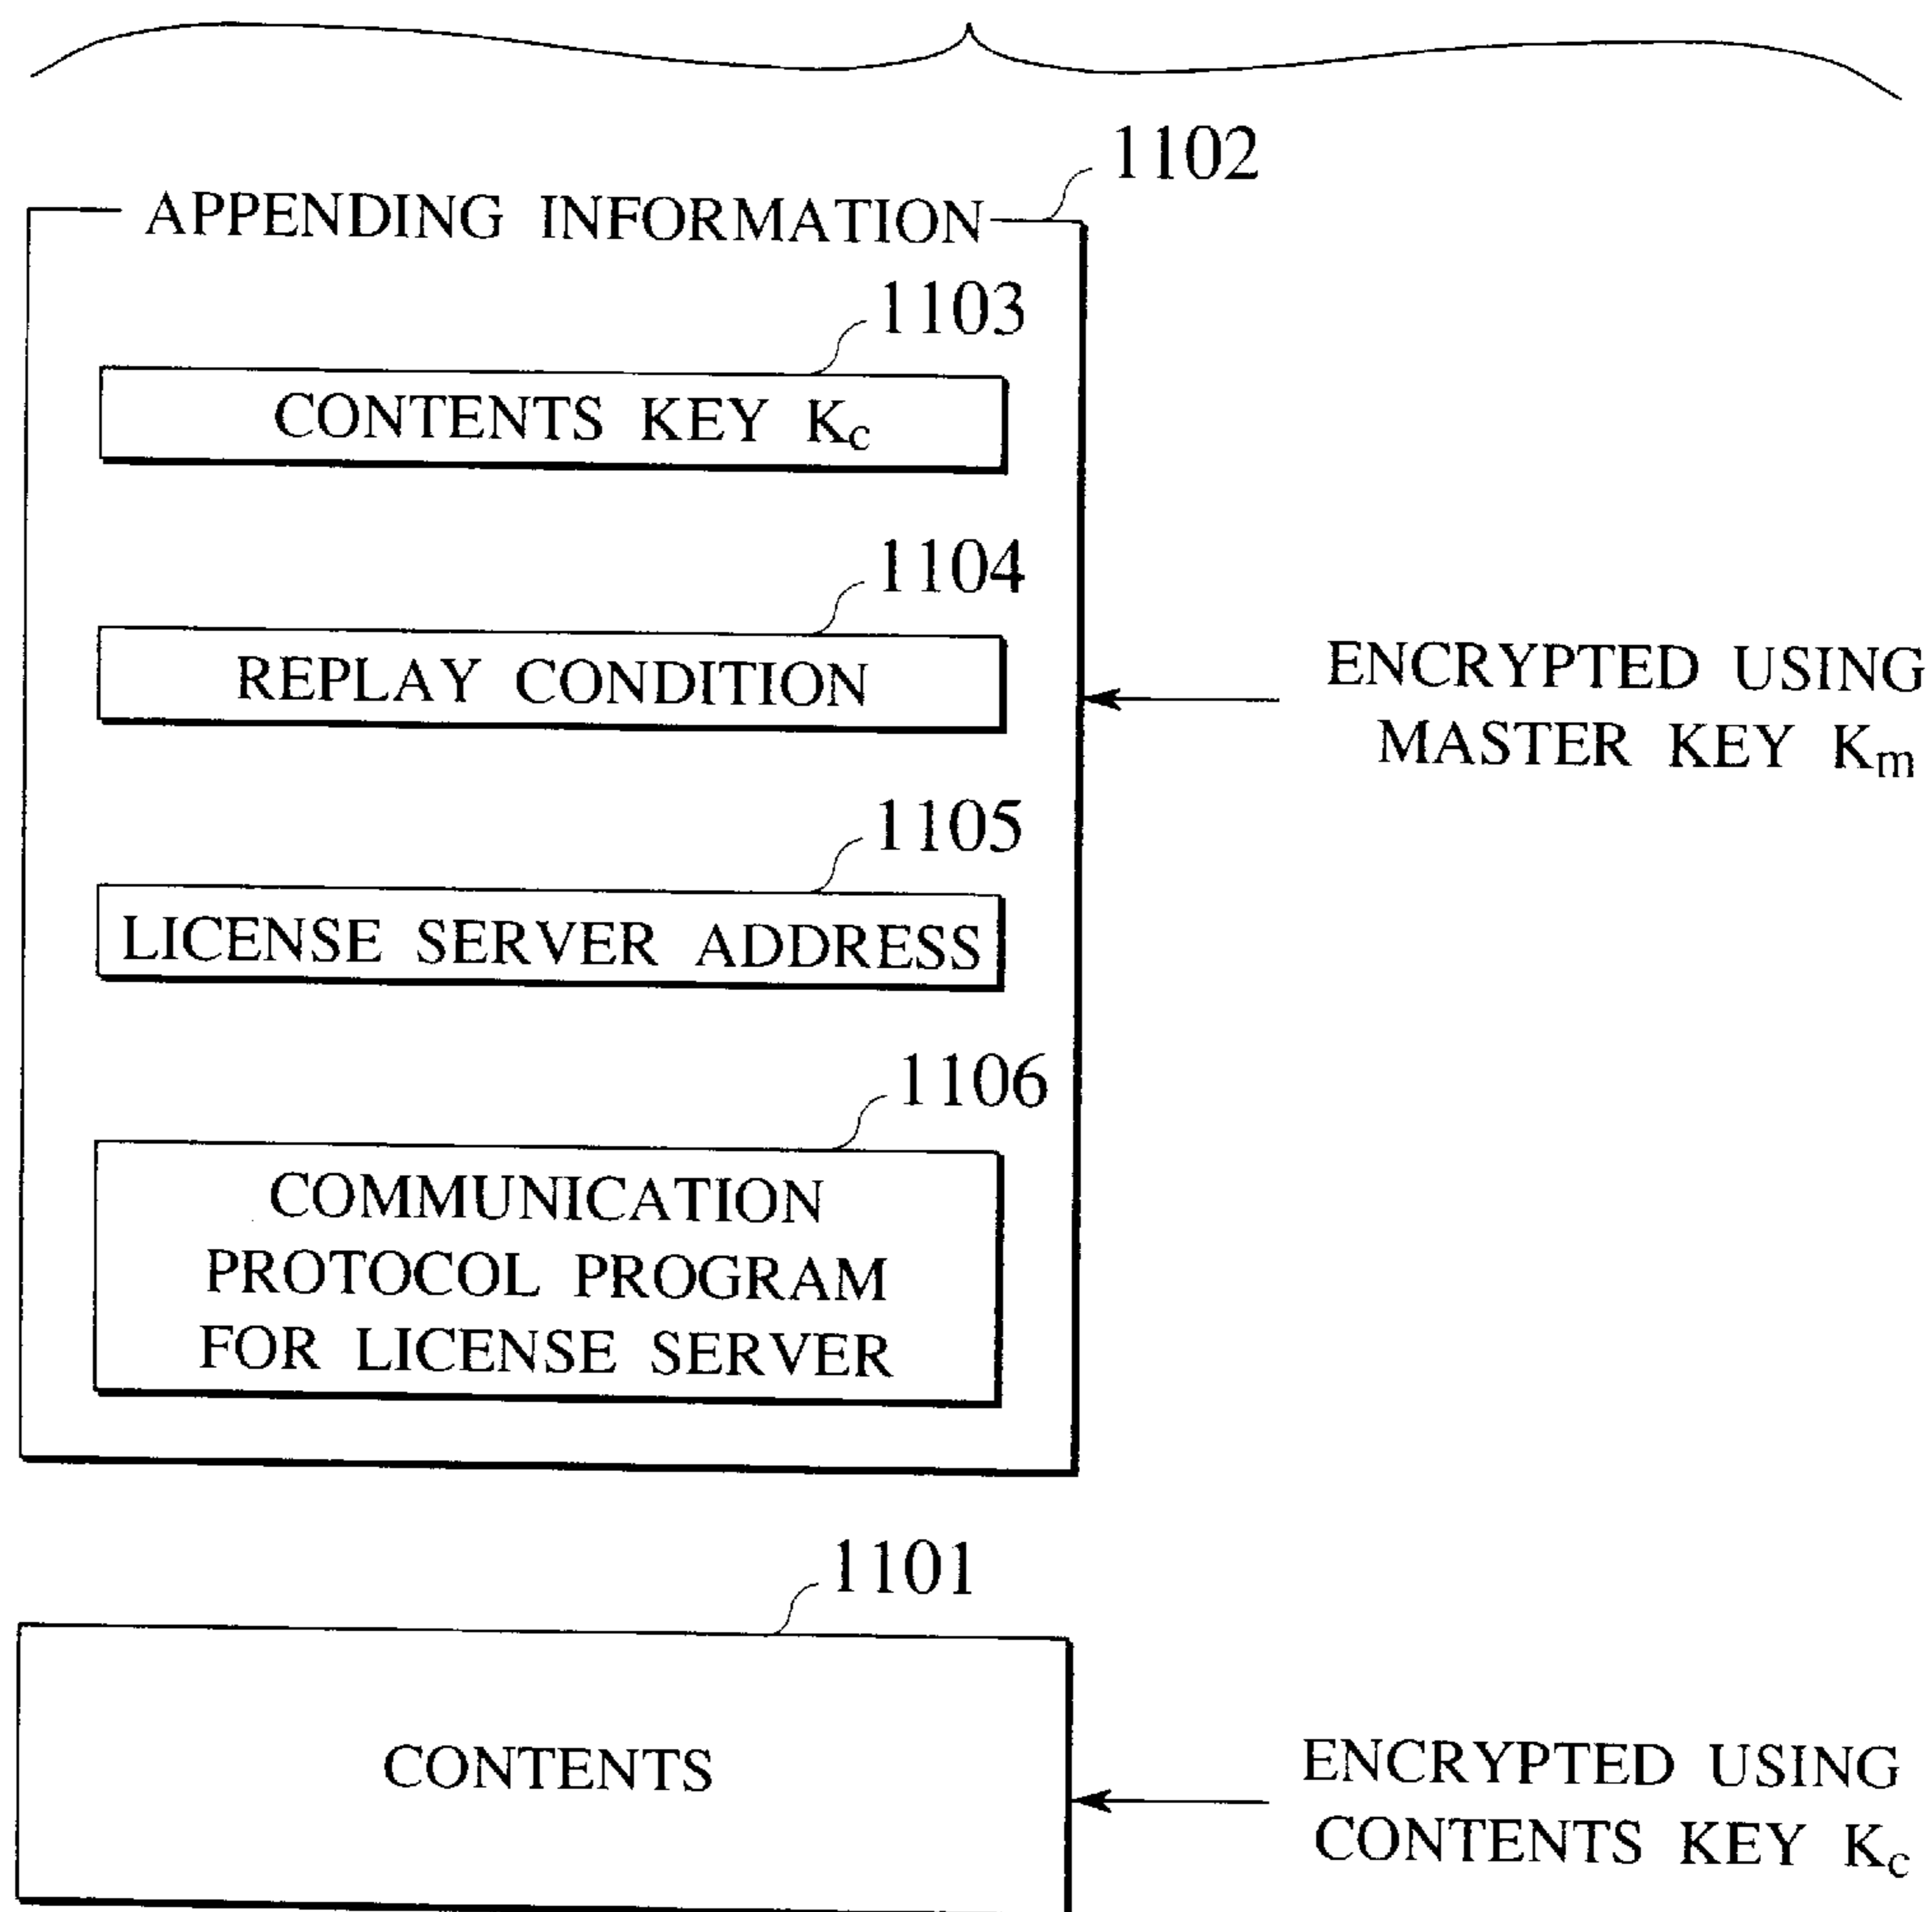 1102
APPENDING INFORMATION
1103
CONTENTS KEY Kc
1104
REPLAY CONDITION
ENCRYPTED USING
MASTER KEY Km
1105
LICENSE SERVER ADDRESS
1106
COMMUNICATION
PROTOCOL PROGRAM
FOR LICENSE SERVER
1101
CONTENTS
ENCRYPTED USING
CONTENTS KEY Kc